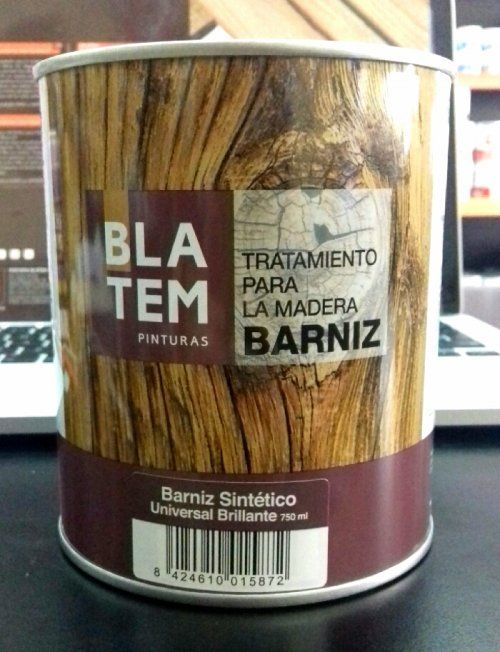 BLA
TEM
PINTURAS
TRATAMIENTO
PARA
LA MADERA
BARNIZ
Barniz Sintético
Universal Brillante 750 ml
8 424610 015872